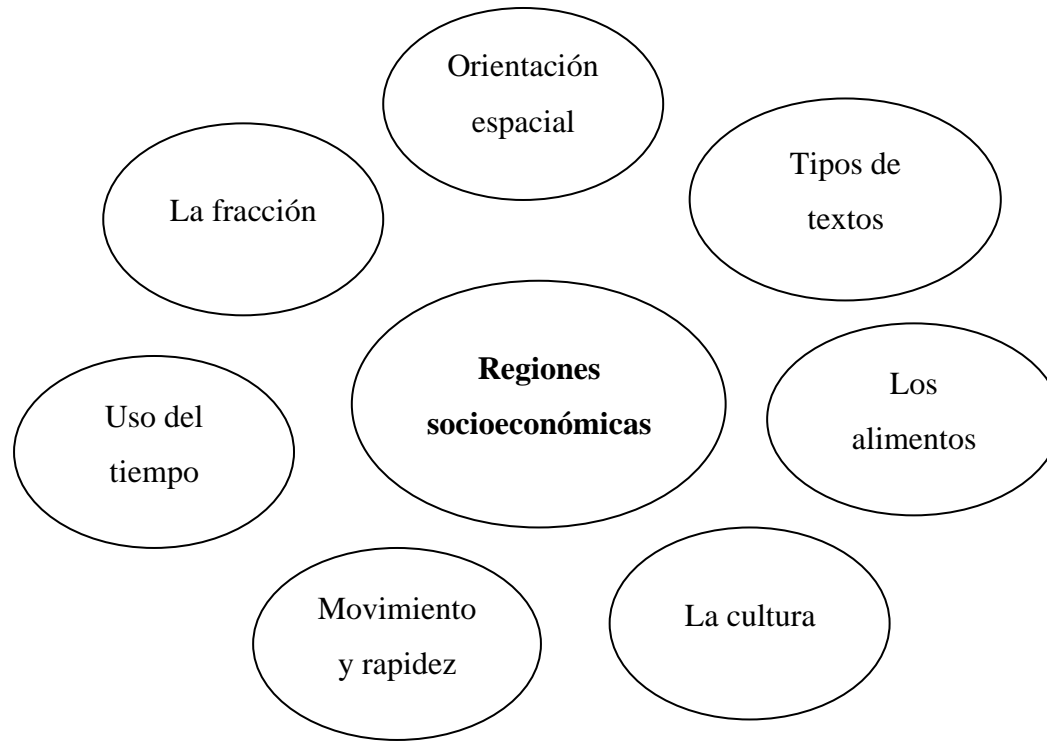 Orientación
espacial
Tipos de
textos
La fracción
Regiones
socioeconómicas
Los
alimentos
Uso del
tiempo
Movimiento
y rapidez
La cultura